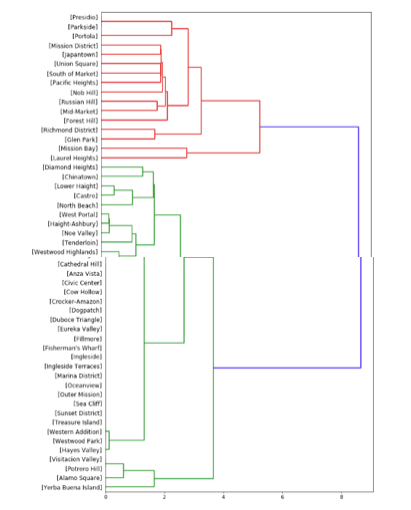 [Presidio]
[Parkside]
[Portola]
[Mission District]
[Japantown]
[Union Square]
[South of Market]
[Pacific Heights]
[Nob Hill]
[Russian Hill]
[Mid-Market]
[Forest Hill]
[Richmond District]
[Glen Park]
[Mission Bay]
[Laurel Heights]
[Diamond Heights]
[Chinatown]
[Lower Haight]
[Castro]
[North Beach]
[West Portal]
[Haight-Ashbury]
[Noe Valley]
[Tenderloin]
[Westwood Highlands]
[Cathedral Hill]
[Anza Vista]
[Civic Center]
[Cow Hollow]
[Crocker-Amazon]
[Dogpatch]
[Duboce Triangle]
[Eureka Valley]
[Fillmore]
[Fisherman's Wharf]
[Ingleside]
[Ingleside Terraces]
[Marina District]
[Oceanview]
[Outer Mission]
[Sea Cliff]
[Sunset District]
[Treasure Island]
[Western Addition]
[Westwood Park]
[Hayes Valley]
[Visitacion Valley]
[Potrero Hill]
[Alamo Square]
[Yerba Buena Island]
0 2 4 6 8